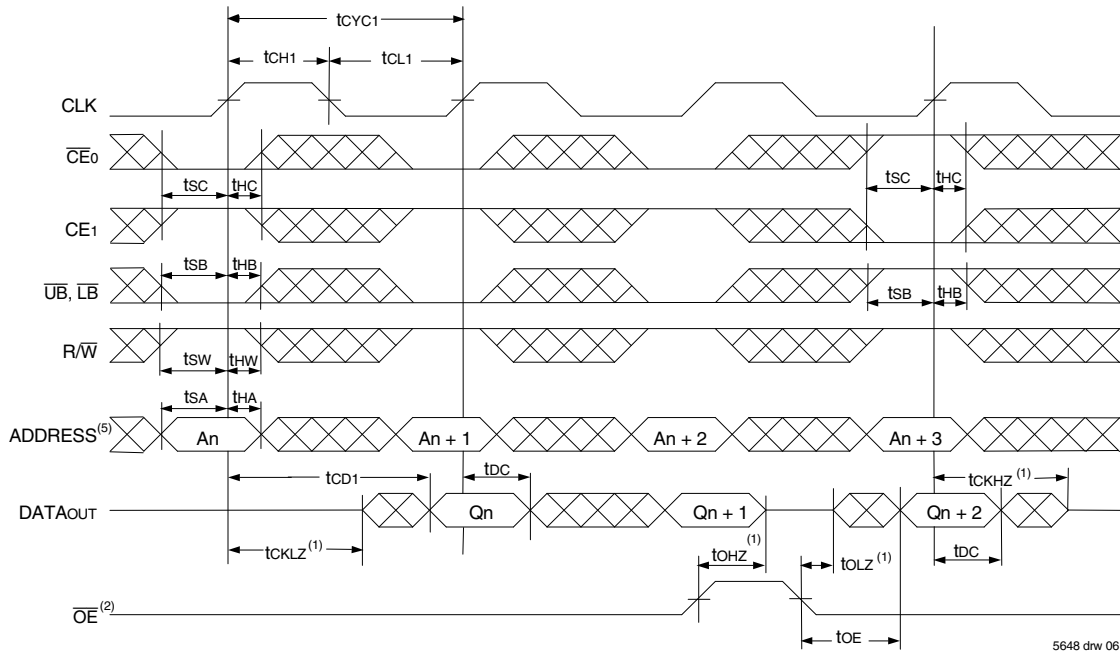 tCYC1
tCH1
tCL1
CLK
CE0
tSC
tHC
tSC
tHC
CE1
tSB
tHB
UB, LB
tSB
tHB
R/W
tSW
tHW
tSA
tHA
ADDRESS(5)
An
An + 1
An + 2
An + 3
tCD1
tDC
tCKHZ(1)
DATAOUT
Qn
Qn + 1
Qn + 2
tCKLZ(1)
tOHZ(1)
tOLZ(1)
tDC
OE(2)
tOE
5648 drw 06